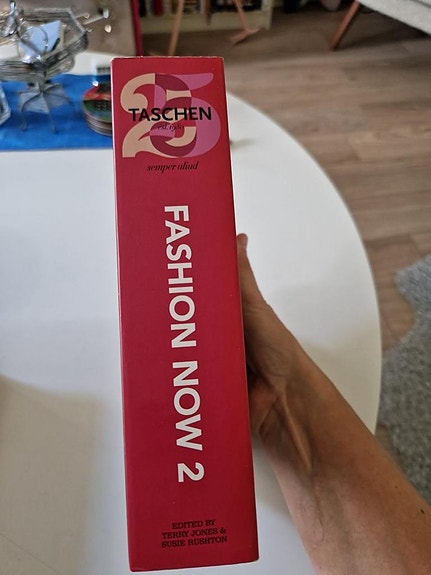 25
TASCHEN
est. 1980
semper aliud
FASHION NOW 2
EDITED BY
TERRY JONES &
SUSIE RUSHTON